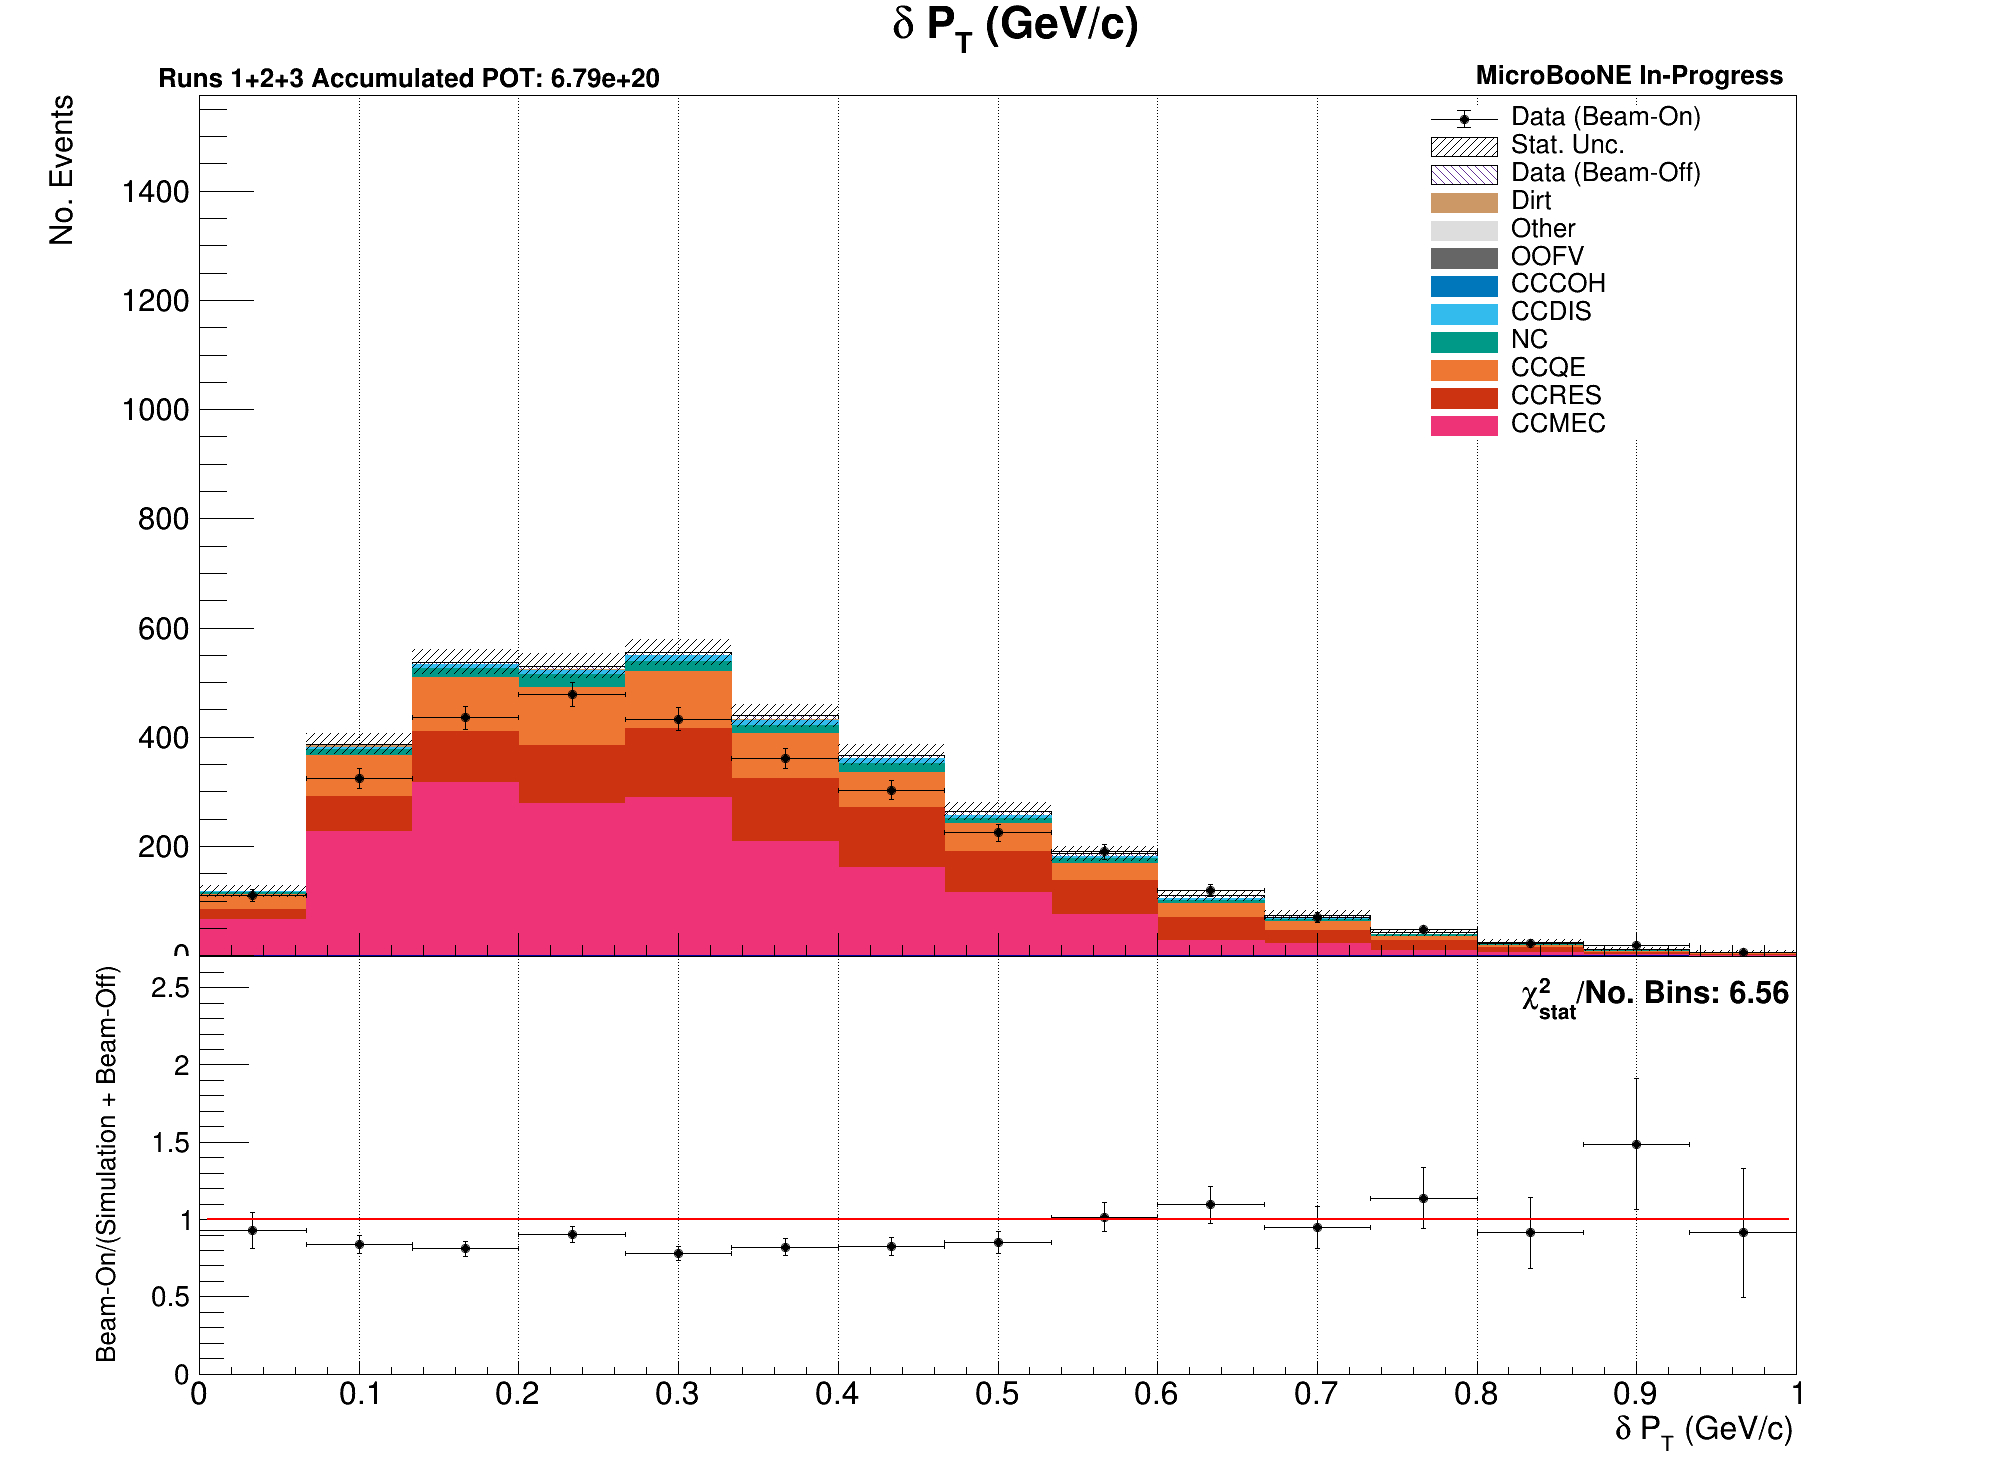 δ P_T (GeV/c)
Runs 1+2+3 Accumulated POT: 6.79e+20
MicroBooNE In-Progress
No. Events
1400
1200
1000
800
600
400
200
0
Data (Beam-On)
Stat. Unc.
Data (Beam-Off)
Dirt
Other
OOFV
CCCOH
CCDIS
NC
CCQE
CCRES
CCMEC
Beam-On/(Simulation + Beam-Off)
χ²_stat/No. Bins: 6.56
2.5
2
1.5
1
0.5
0
0 0.1 0.2 0.3 0.4 0.5 0.6 0.7 0.8 0.9 1
δ P_T (GeV/c)